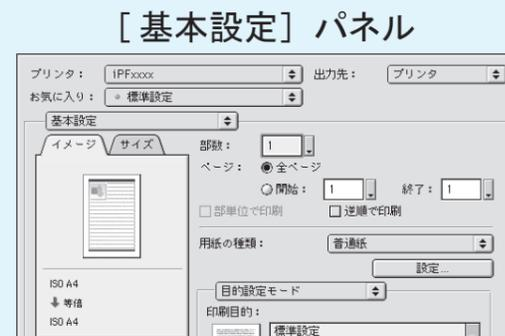 [基本設定] パネル
プリンタ： iPFxxxx 出力先： プリンタ
お気に入り： 標準設定
基本設定
イメージ サイズ 部数： 1
ページ： 全ページ
開始： 1 終了： 1
部単位で印刷 逆順で印刷
用紙の種類： 普通紙
設定...
ISO A4
目的設定モード
等倍
印刷目的：
ISO A4
標準設定